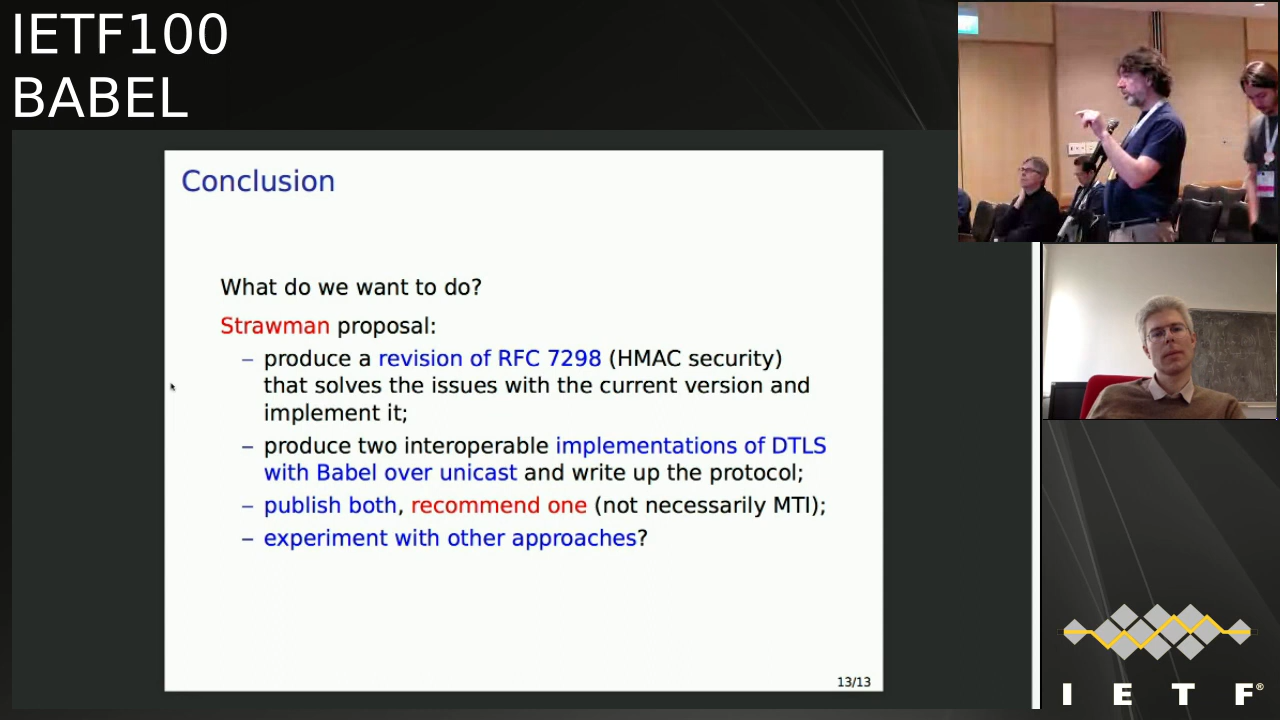 IETF100
BABEL
Conclusion
What do we want to do?
Strawman proposal:
– produce a revision of RFC 7298 (HMAC security)
that solves the issues with the current version and
implement it;
– produce two interoperable implementations of DTLS
with Babel over unicast and write up the protocol;
– publish both, recommend one (not necessarily MTI);
– experiment with other approaches?
13/13
I E T F®